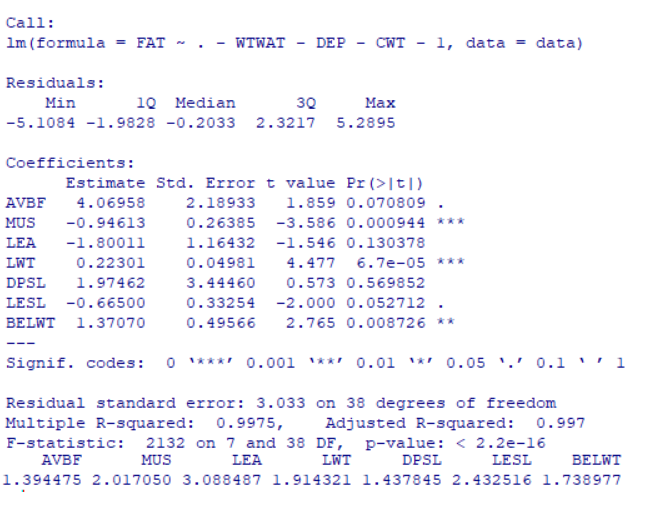 Call:
lm(formula = FAT ~ . - WTWAT - DEP - CWT - 1, data = data)
Residuals:
Min 1Q Median 3Q Max
-5.1084 -1.9828 -0.2033 2.3217 5.2895
Coefficients:
Estimate Std. Error t value Pr(>|t|)
AVBF 4.06958 2.18933 1.859 0.070809 .
MUS -0.94613 0.26385 -3.586 0.000944 ***
LEA -1.80011 1.16432 -1.546 0.130378
LWT 0.22301 0.04981 4.477 6.7e-05 ***
DPSL 1.97462 3.44460 0.573 0.569852
LESL -0.66500 0.33254 -2.000 0.052712 .
BELWT 1.37070 0.49566 2.765 0.008726 **
---
Signif. codes: 0 ‘***’ 0.001 ‘**’ 0.01 ‘*’ 0.05 ‘.’ 0.1 ‘ ’ 1
Residual standard error: 3.033 on 38 degrees of freedom
Multiple R-squared: 0.9975, Adjusted R-squared: 0.997
F-statistic: 2132 on 7 and 38 DF, p-value: < 2.2e-16
AVBF MUS LEA LWT DPSL LESL BELWT
1.394475 2.017050 3.088487 1.914321 1.437845 2.432516 1.738977